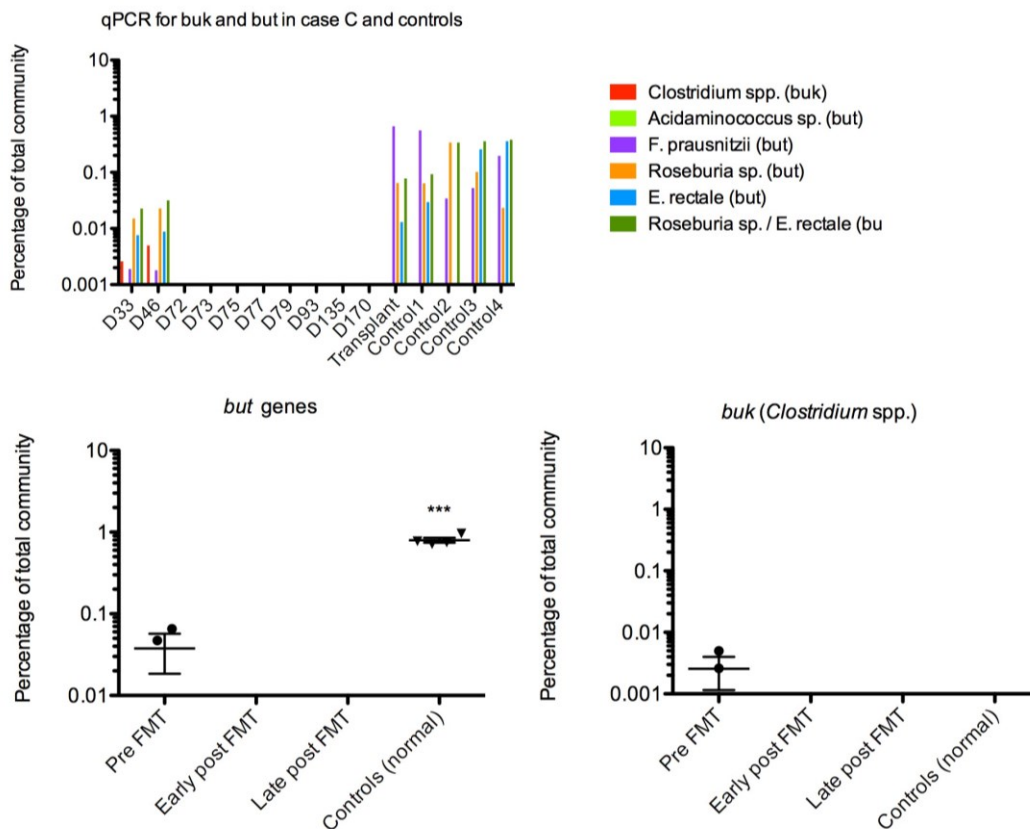 qPCR for buk and but in case C and controls
Percentage of total community
10
1
0.1
0.01
0.001
D33
D46
D72
D73
D75
D77
D79
D93
D135
D170
Transplant
Control1
Control2
Control3
Control4
Clostridium spp. (buk)
Acidaminococcus sp. (but)
F. prausnitzii (but)
Roseburia sp. (but)
E. rectale (but)
Roseburia sp. / E. rectale (bu
but genes
Percentage of total community
10
1
0.1
0.01
***
Pre FMT
Early post FMT
Late post FMT
Controls (normal)
buk (Clostridium spp.)
Percentage of total community
10
1
0.1
0.01
0.001
Pre FMT
Early post FMT
Late post FMT
Controls (normal)